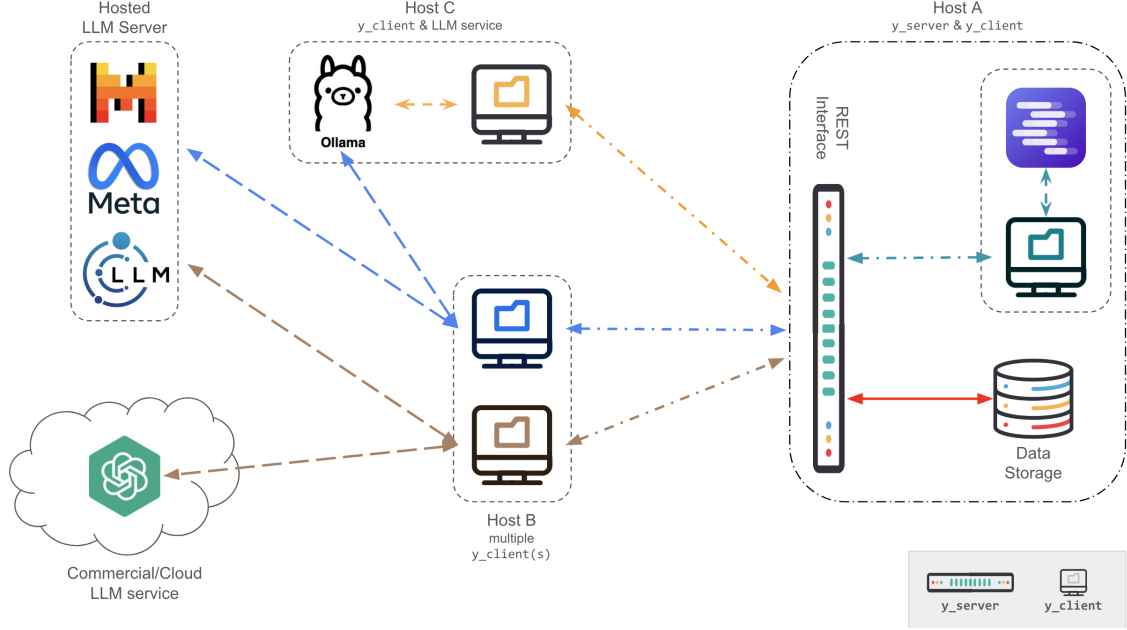 Hosted
LLM Server
Meta
LLM
Host C
y_client & LLM service
Ollama
Host A
y_server & y_client
REST
Interface
Data
Storage
Host B
multiple
y_client(s)
Commercial/Cloud
LLM service
y_server
y_client